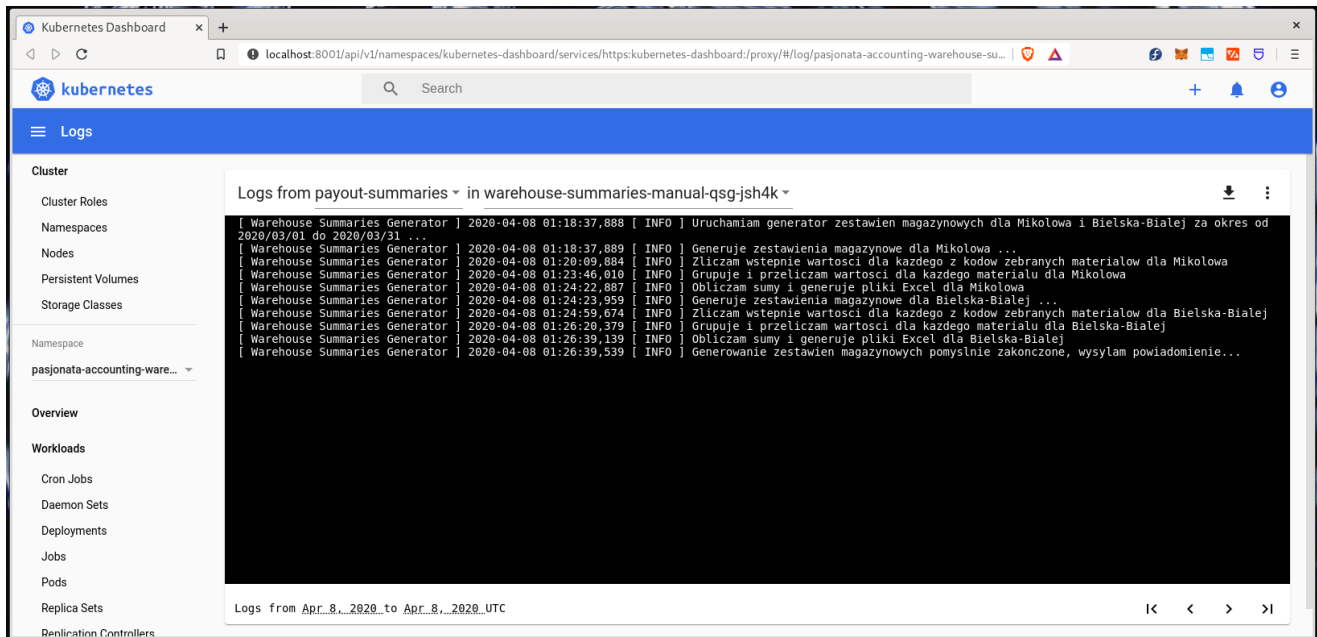 Kubernetes Dashboard
localhost:8001/api/v1/namespaces/kubernetes-dashboard/services/https:kubernetes-dashboard:/proxy/#/log/pasjonata-accounting-warehouse-su...
kubernetes
Search
Logs
Cluster
Cluster Roles
Namespaces
Nodes
Persistent Volumes
Storage Classes
Namespace
pasjonata-accounting-ware...
Overview
Workloads
Cron Jobs
Daemon Sets
Deployments
Jobs
Pods
Replica Sets
Replication Controllers
Logs from payout-summaries in warehouse-summaries-manual-qsg-jsh4k
[ Warehouse Summaries Generator ] 2020-04-08 01:18:37,888 [ INFO ] Uruchamiam generator zestawien magazynowych dla Mikolowa i Bielska-Bialej za okres od
2020/03/01 do 2020/03/31 ...
[ Warehouse Summaries Generator ] 2020-04-08 01:18:37,889 [ INFO ] Generuje zestawienia magazynowe dla Mikolowa ...
[ Warehouse Summaries Generator ] 2020-04-08 01:20:09,884 [ INFO ] Zliczam wstepnie wartosci dla kazdego z kodow zebranych materialow dla Mikolowa
[ Warehouse Summaries Generator ] 2020-04-08 01:23:46,010 [ INFO ] Grupuje i przeliczam wartosci dla kazdego materialu dla Mikolowa
[ Warehouse Summaries Generator ] 2020-04-08 01:24:22,887 [ INFO ] Obliczam sumy i generuje pliki Excel dla Mikolowa
[ Warehouse Summaries Generator ] 2020-04-08 01:24:23,959 [ INFO ] Generuje zestawienia magazynowe dla Bielska-Bialej ...
[ Warehouse Summaries Generator ] 2020-04-08 01:24:59,674 [ INFO ] Zliczam wstepnie wartosci dla kazdego z kodow zebranych materialow dla Bielska-Bialej
[ Warehouse Summaries Generator ] 2020-04-08 01:26:20,379 [ INFO ] Grupuje i przeliczam wartosci dla kazdego materialu dla Bielska-Bialej
[ Warehouse Summaries Generator ] 2020-04-08 01:26:39,139 [ INFO ] Obliczam sumy i generuje pliki Excel dla Bielska-Bialej
[ Warehouse Summaries Generator ] 2020-04-08 01:26:39,539 [ INFO ] Generowanie zestawien magazynowych pomyslnie zakonczone, wysylam powiadomienie...
Logs from Apr 8, 2020 to Apr 8, 2020 UTC